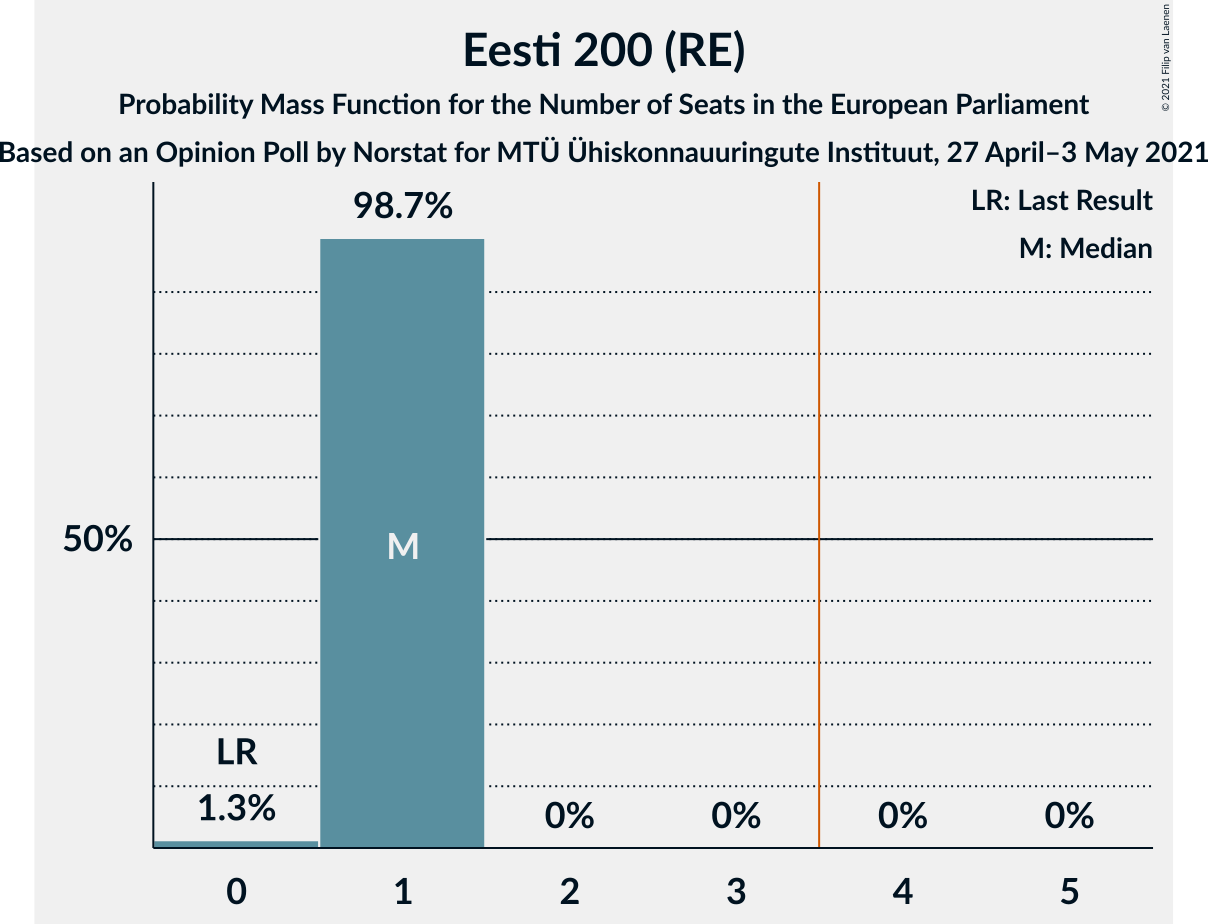 Eesti 200 (RE)
Probability Mass Function for the Number of Seats in the European Parliament
Based on an Opinion Poll by Norstat for MTÜ Ühiskonnauuringute Instituut, 27 April–3 May 2021
© 2021 Filip van Laenen
LR: Last Result
M: Median
98.7%
50%
M
LR
1.3%
0%
0%
0%
0%
0
1
2
3
4
5